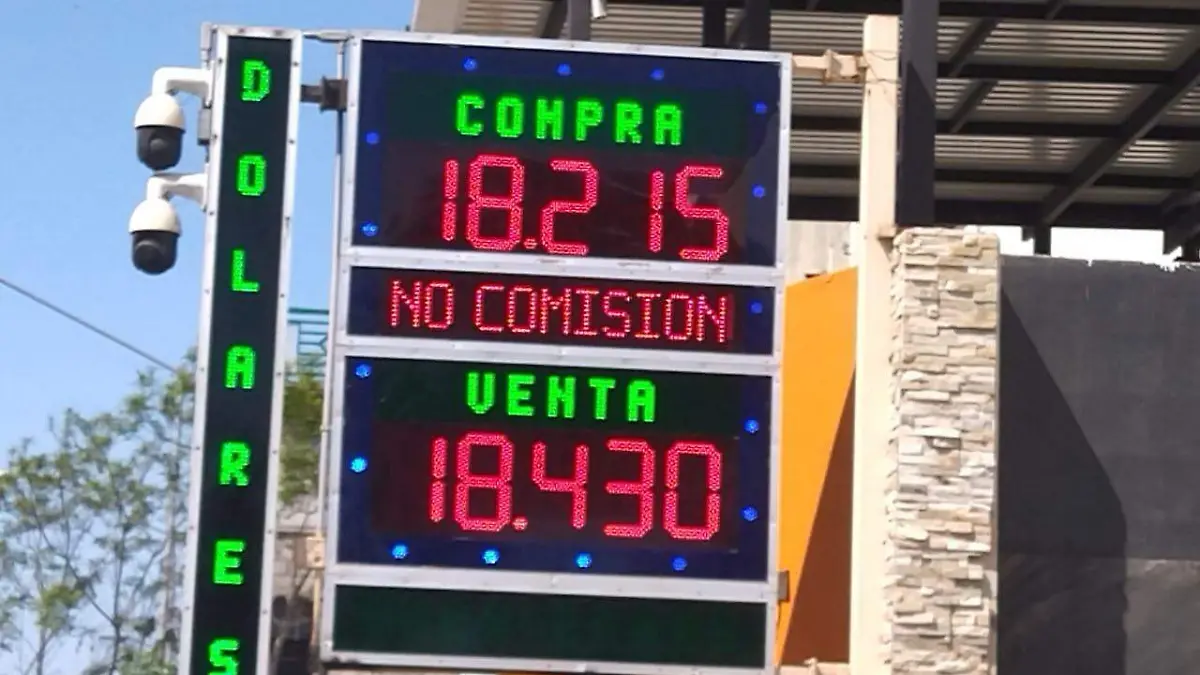 DOLARES
COMPRA
18.215
NO COMISION
VENTA
18.430